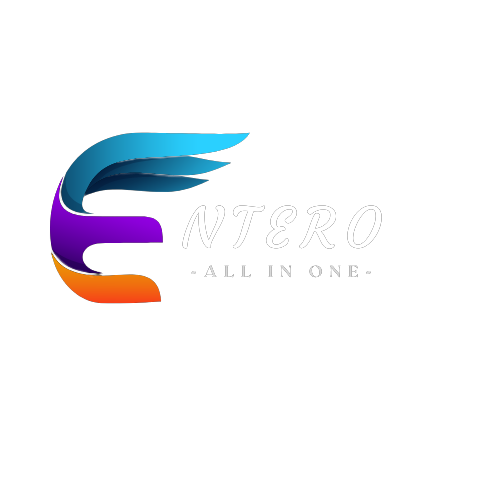 ENTERO
-ALL IN ONE-